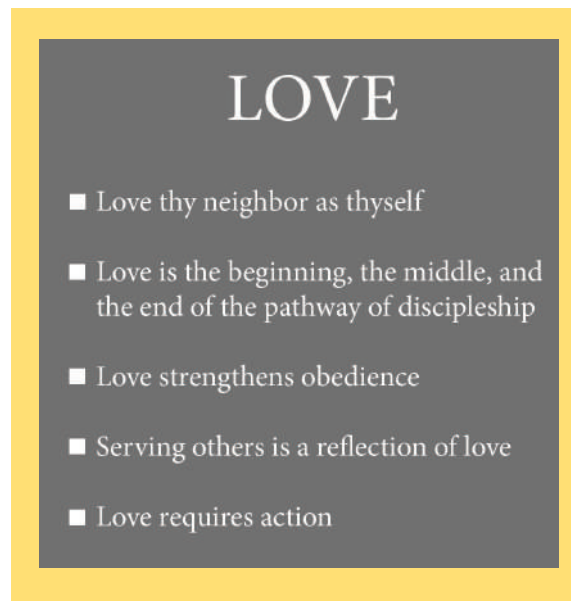 LOVE
■ Love thy neighbor as thyself
■ Love is the beginning, the middle, and
the end of the pathway of discipleship
■ Love strengthens obedience
■ Serving others is a reflection of love
■ Love requires action